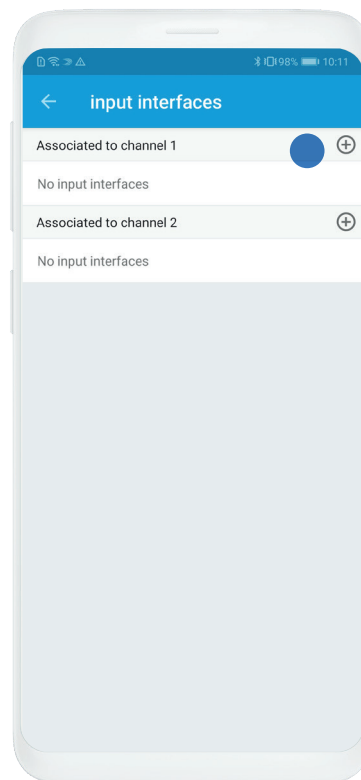 98% 10:11
input interfaces
Associated to channel 1
No input interfaces
Associated to channel 2
No input interfaces